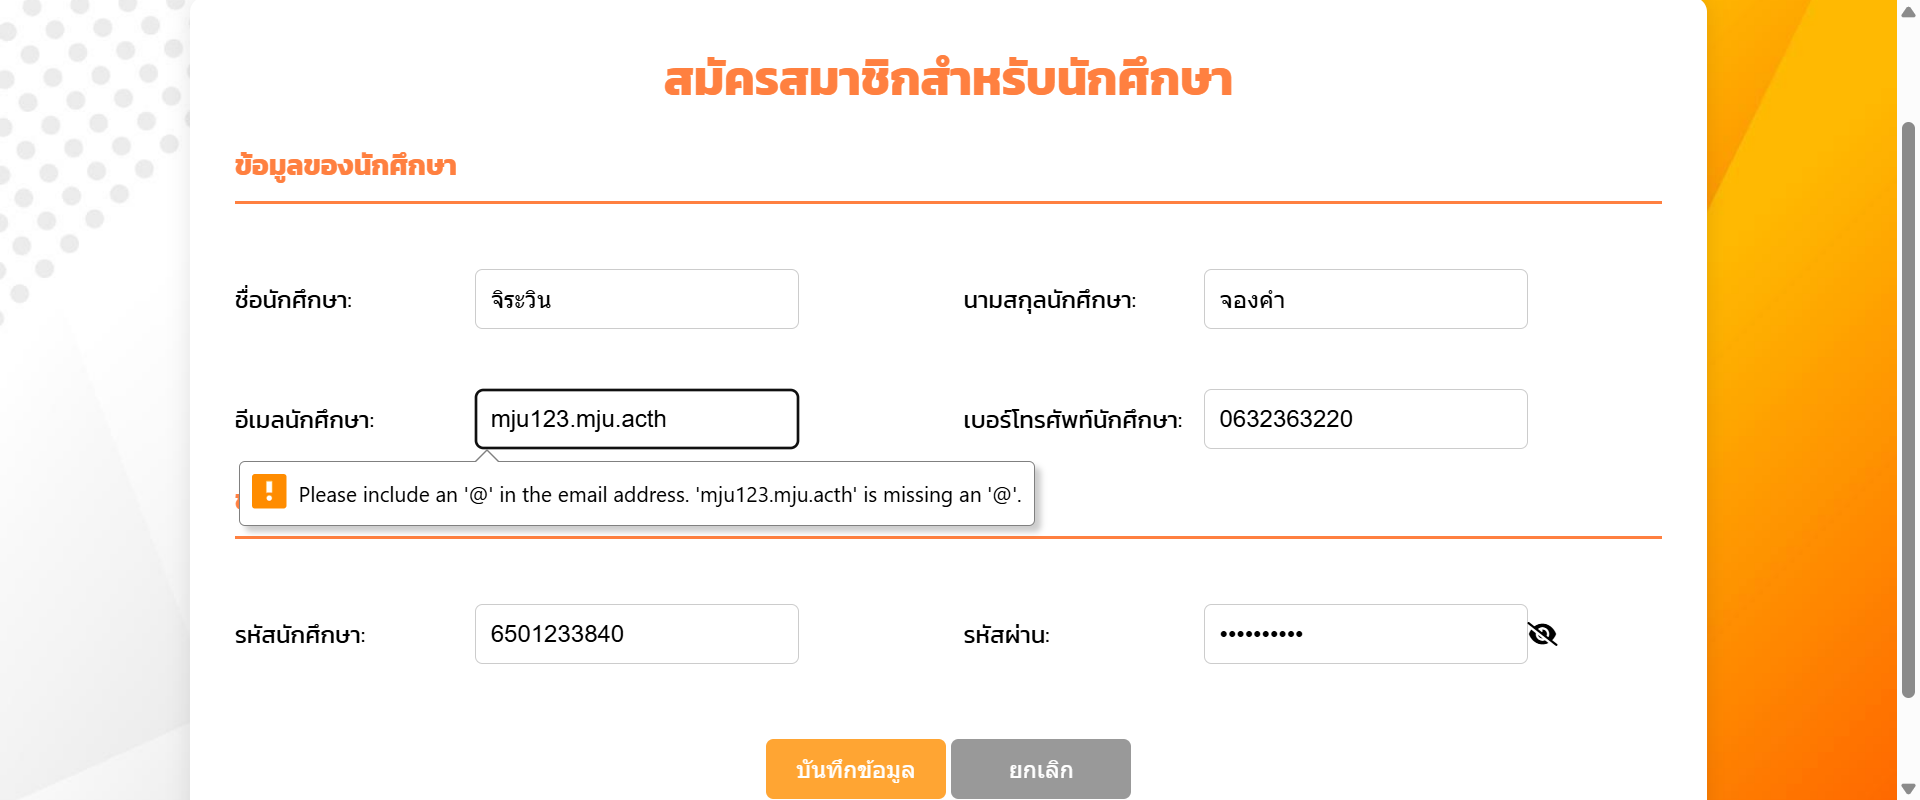 สมัครสมาชิกสำหรับนักศึกษา
ข้อมูลของนักศึกษา
ชื่อนักศึกษา: จิระวิน นามสกุลนักศึกษา: จองคำ
อีเมลนักศึกษา: mju123.mju.acth เบอร์โทรศัพท์นักศึกษา: 0632363220
Please include an '@' in the email address. 'mju123.mju.acth' is missing an '@'.
รหัสนักศึกษา: 6501233840 รหัสผ่าน: ••••••••••
บันทึกข้อมูล ยกเลิก